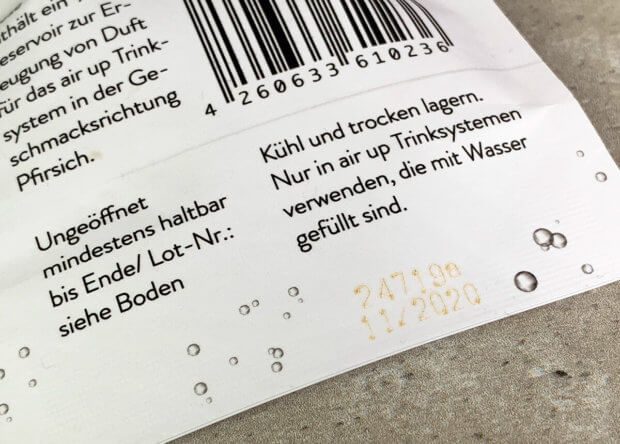 thält ein
eservoir zur Er-
eugung von Duft
für das air up Trink-
system in der Ge-
schmacksrichtung
Pfirsich.
4 260633 610236
Ungeöffnet
mindestens haltbar
bis Ende/ Lot-Nr.:
siehe Boden
Kühl und trocken lagern.
Nur in air up Trinksystemen
verwenden, die mit Wasser
gefüllt sind.
24719a
11/2020